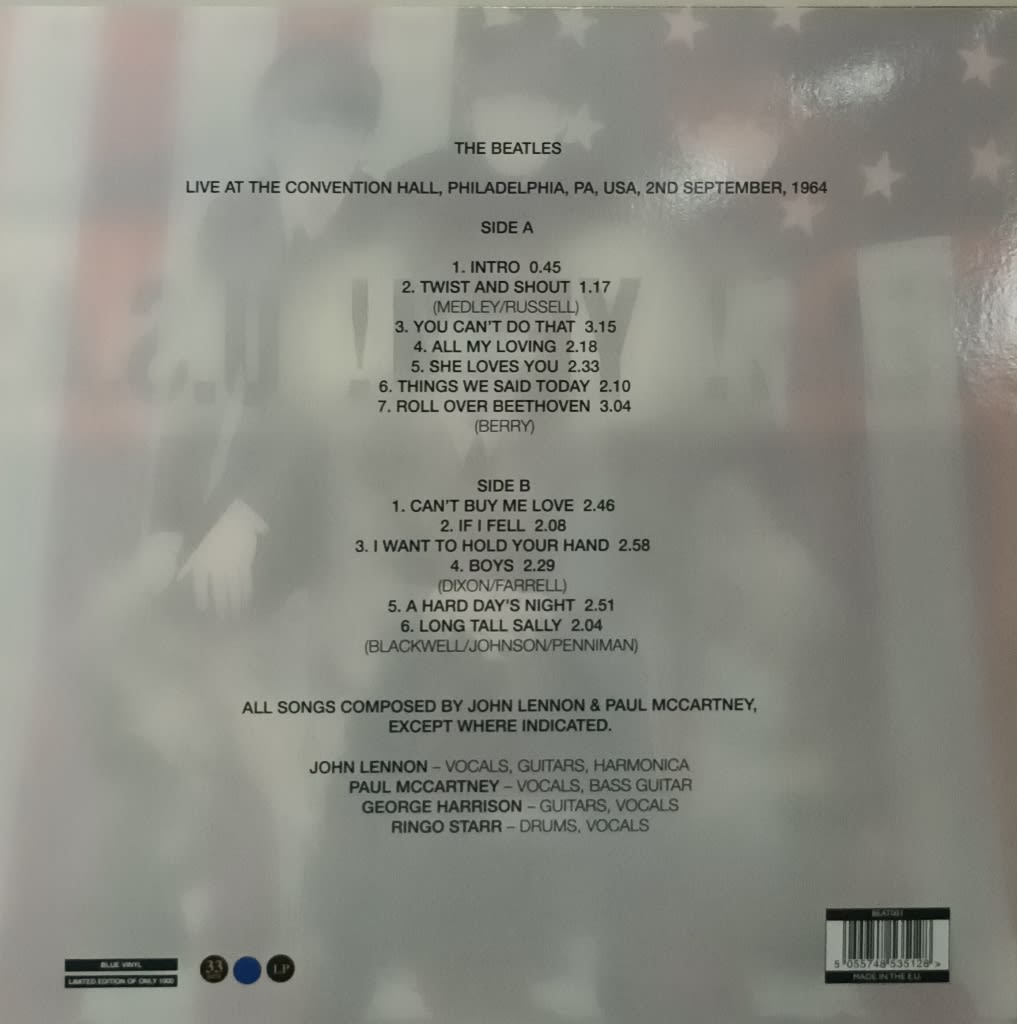 THE BEATLES
LIVE AT THE CONVENTION HALL, PHILADELPHIA, PA, USA, 2ND SEPTEMBER, 1964
SIDE A
1. INTRO 0.45
2. TWIST AND SHOUT 1.17
(MEDLEY/RUSSELL)
3. YOU CAN'T DO THAT 3.15
4. ALL MY LOVING 2.18
5. SHE LOVES YOU 2.33
6. THINGS WE SAID TODAY 2.10
7. ROLL OVER BEETHOVEN 3.04
(BERRY)
SIDE B
1. CAN'T BUY ME LOVE 2.46
2. IF I FELL 2.08
3. I WANT TO HOLD YOUR HAND 2.58
4. BOYS 2.29
(DIXON/FARRELL)
5. A HARD DAY'S NIGHT 2.51
6. LONG TALL SALLY 2.04
(BLACKWELL/JOHNSON/PENNIMAN)
ALL SONGS COMPOSED BY JOHN LENNON & PAUL MCCARTNEY,
EXCEPT WHERE INDICATED.
JOHN LENNON – VOCALS, GUITARS, HARMONICA
PAUL MCCARTNEY – VOCALS, BASS GUITAR
GEORGE HARRISON – GUITARS, VOCALS
RINGO STARR – DRUMS, VOCALS
BLUE VINYL
LIMITED EDITION OF ONLY 1000
33
LP
BEAT001
5 055748 535128 >
MADE IN THE E.U.